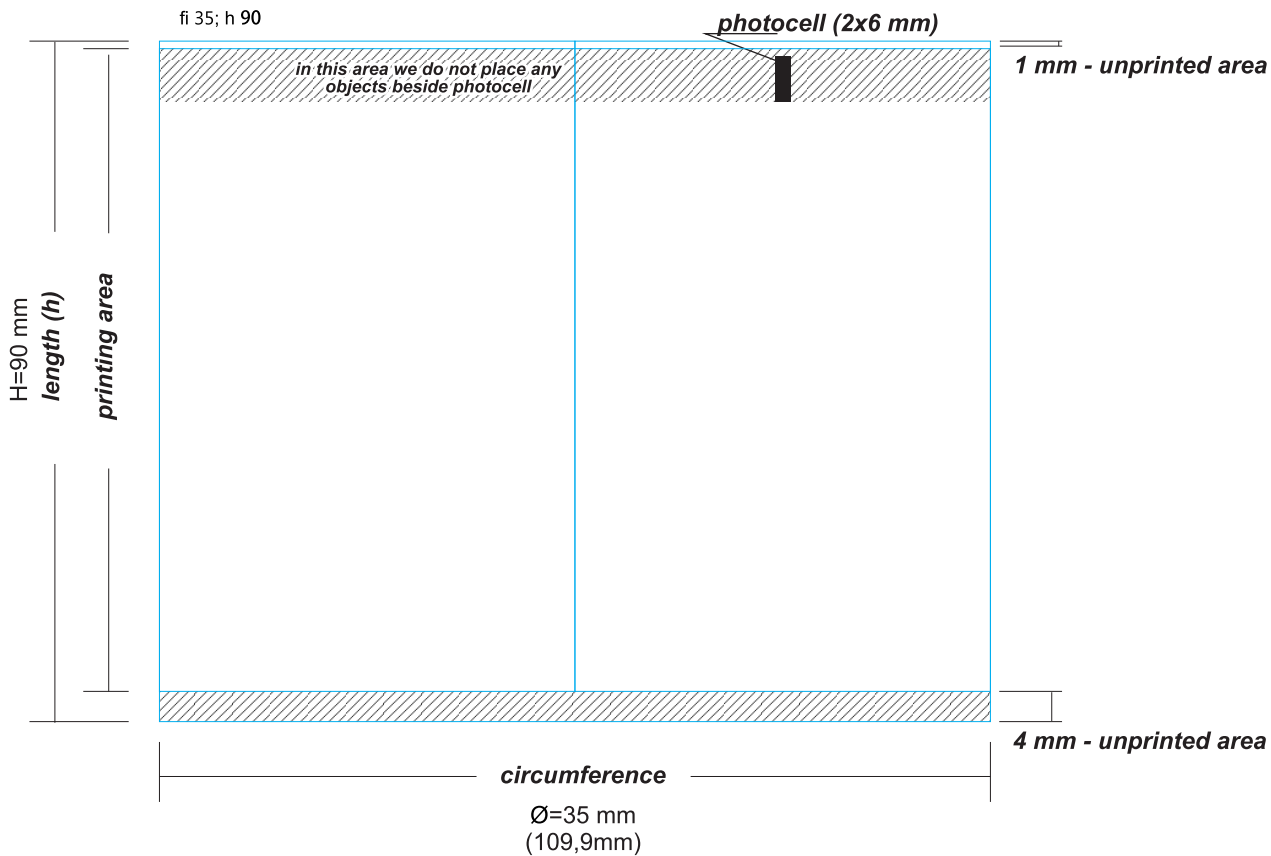 fi 35; h 90
photocell (2x6 mm)
1 mm - unprinted area
in this area we do not place any
objects beside photocell
H=90 mm
length (h)
printing area
4 mm - unprinted area
circumference
Ø=35 mm
(109,9mm)